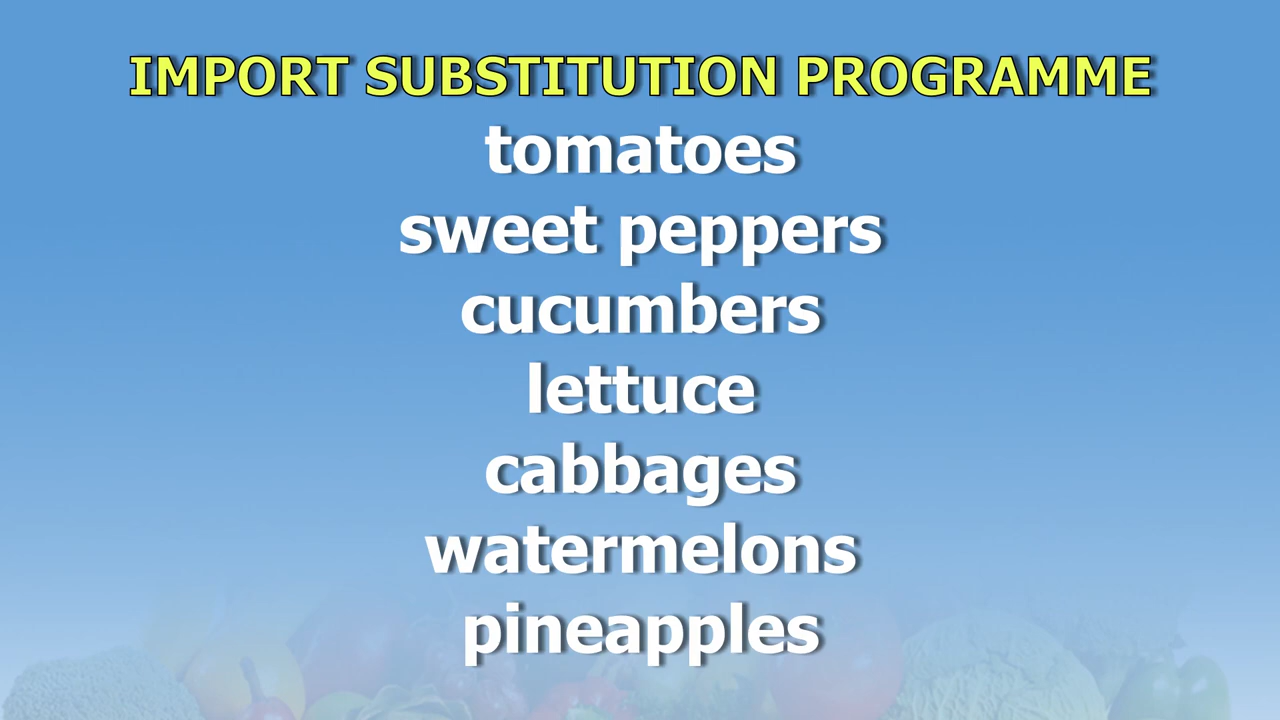 IMPORT SUBSTITUTION PROGRAMME
tomatoes
sweet peppers
cucumbers
lettuce
cabbages
watermelons
pineapples